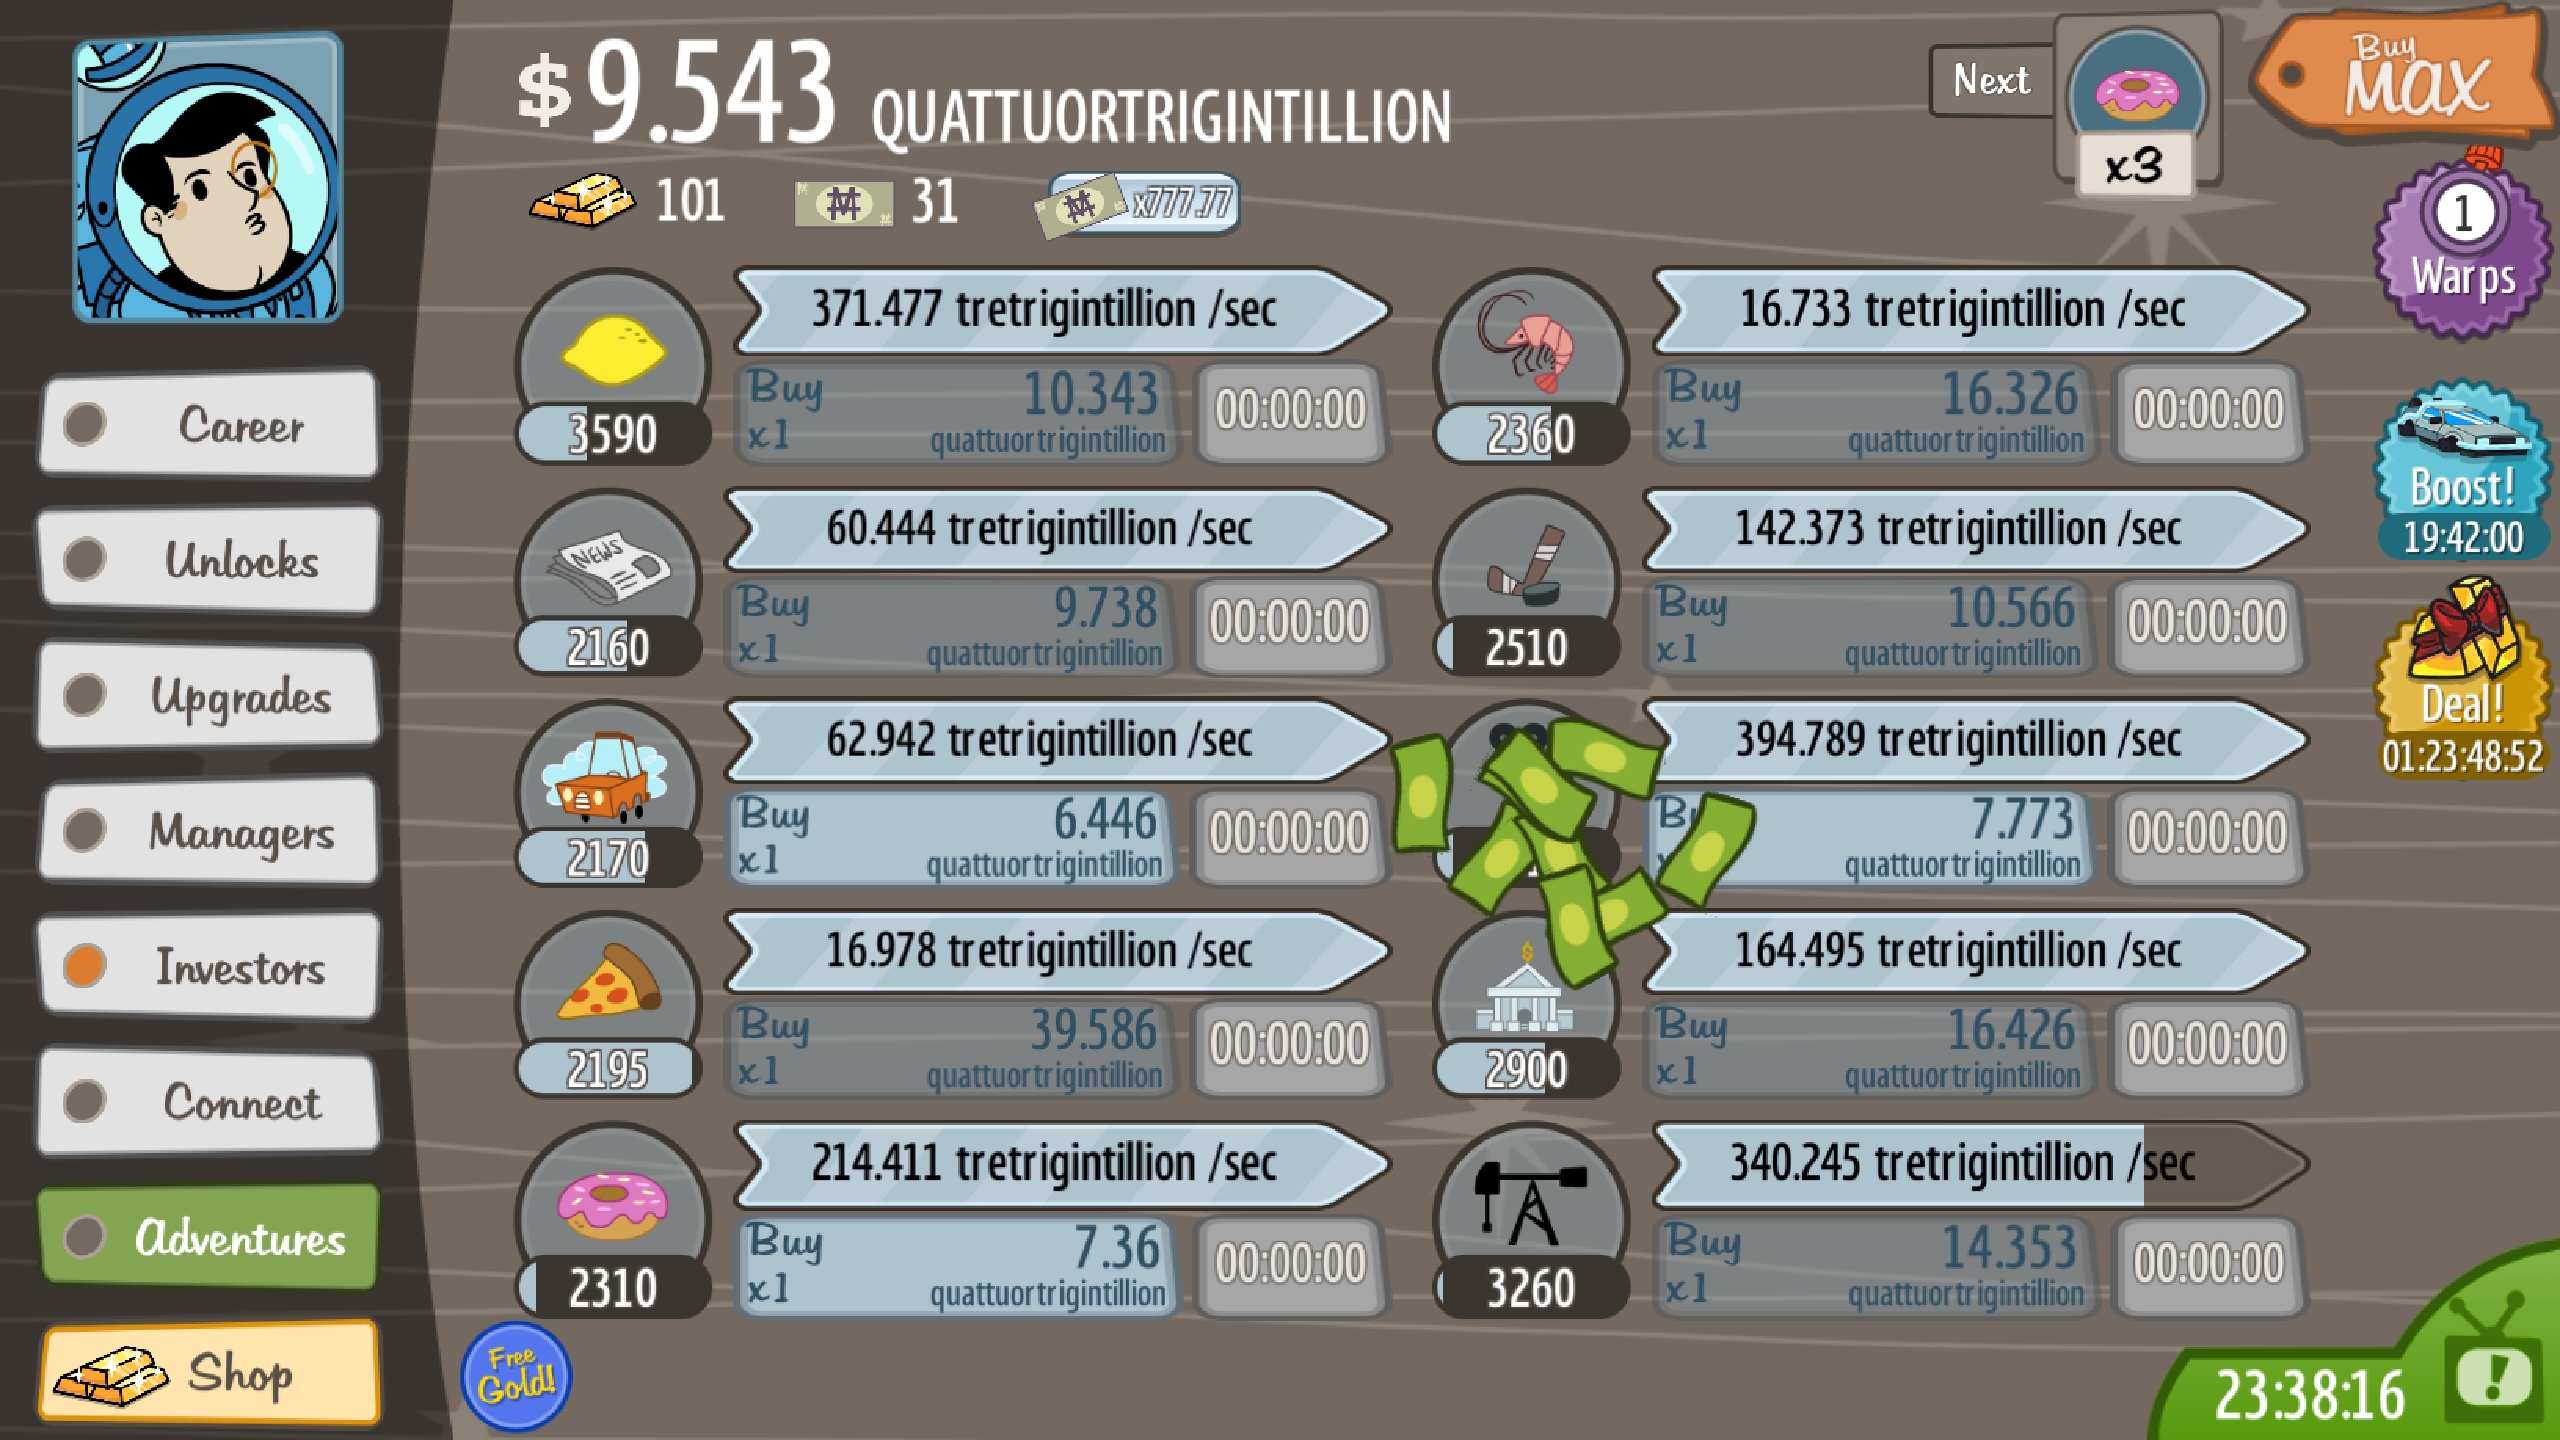 $9.543 QUATTUORTRIGINTILLION
Next
x3
Buy
MAX
101
31
x777.77
1
Warps
Boost!
19:42:00
Deal!
01:23:48:52
Career
Unlocks
Upgrades
Managers
Investors
Connect
Adventures
Shop
371.477 tretrigintillion /sec
Buy 10.343
x1 quattuortrigintillion
00:00:00
3590
NEWS
60.444 tretrigintillion /sec
Buy 9.738
x1 quattuortrigintillion
00:00:00
2160
62.942 tretrigintillion /sec
Buy 6.446
x1 quattuortrigintillion
00:00:00
2170
16.978 tretrigintillion /sec
Buy 39.586
x1 quattuortrigintillion
00:00:00
2195
214.411 tretrigintillion /sec
Buy 7.36
x1 quattuortrigintillion
00:00:00
2310
16.733 tretrigintillion /sec
Buy 16.326
x1 quattuortrigintillion
00:00:00
2360
142.373 tretrigintillion /sec
Buy 10.566
x1 quattuortrigintillion
00:00:00
2510
394.789 tretrigintillion /sec
7.773
quattuortrigintillion
00:00:00
164.495 tretrigintillion /sec
Buy 16.426
x1 quattuortrigintillion
00:00:00
$
2900
340.245 tretrigintillion /sec
Buy 14.353
x1 quattuortrigintillion
00:00:00
3260
Free
Gold!
23:38:16
!